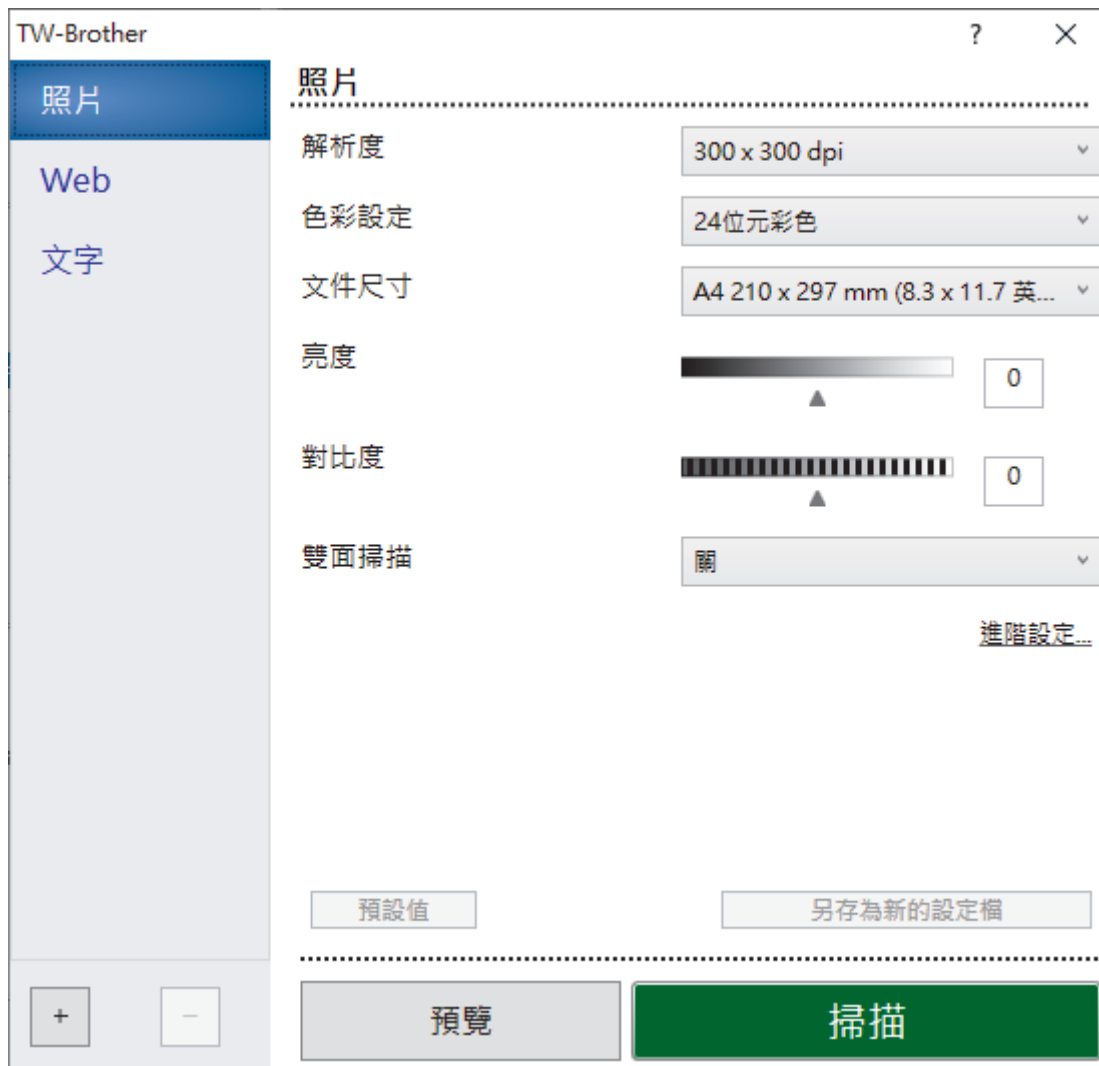 TW-Brother ? ×
照片
Web
文字
照片
解析度 300 x 300 dpi
色彩設定 24位元彩色
文件尺寸 A4 210 x 297 mm (8.3 x 11.7 英...
亮度 0
對比度 0
雙面掃描 關
進階設定...
預設值 另存為新的設定檔
+ −
預覽 掃描